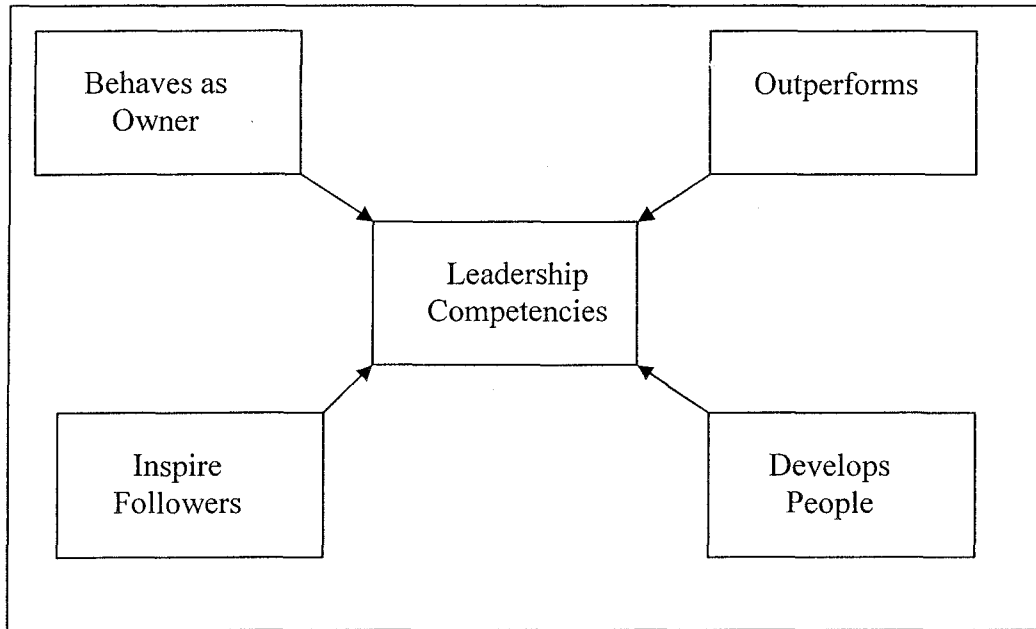 Behaves as
Owner
Outperforms
Leadership
Competencies
Inspire
Followers
Develops
People